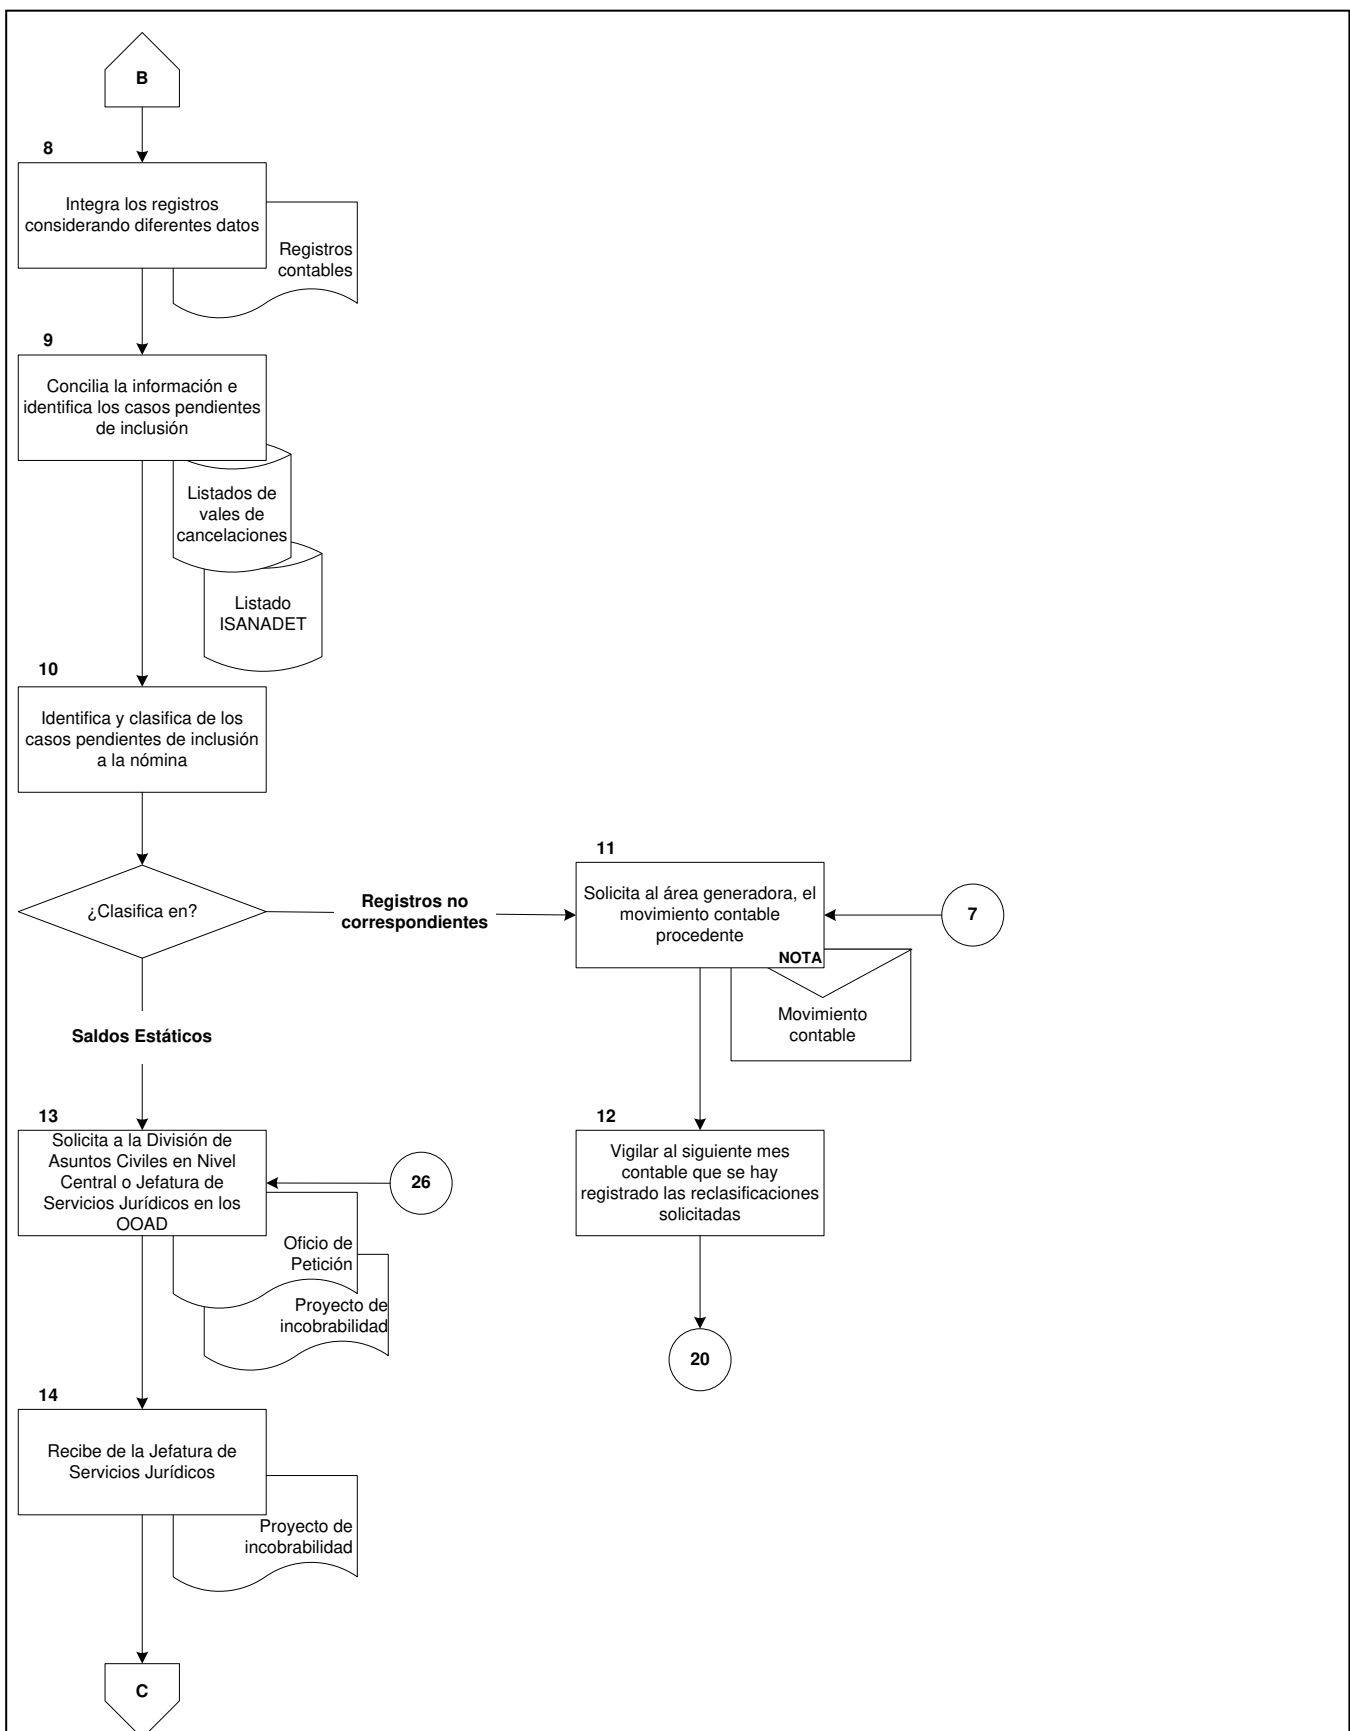 B
8
Integra los registros
considerando diferentes datos
Registros
contables
9
Concilia la información e
identifica los casos pendientes
de inclusión
Listados de
vales de
cancelaciones
Listado
ISANADET
10
Identifica y clasifica de los
casos pendientes de inclusión
a la nómina
¿Clasifica en?
Registros no
correspondientes
11
Solicita al área generadora, el
movimiento contable
procedente
NOTA
7
Movimiento
contable
Saldos Estáticos
12
Vigilar al siguiente mes
contable que se hay
registrado las reclasificaciones
solicitadas
20
13
Solicita a la División de
Asuntos Civiles en Nivel
Central o Jefatura de
Servicios Jurídicos en los
OOAD
26
Oficio de
Petición
Proyecto de
incobrabilidad
14
Recibe de la Jefatura de
Servicios Jurídicos
Proyecto de
incobrabilidad
C